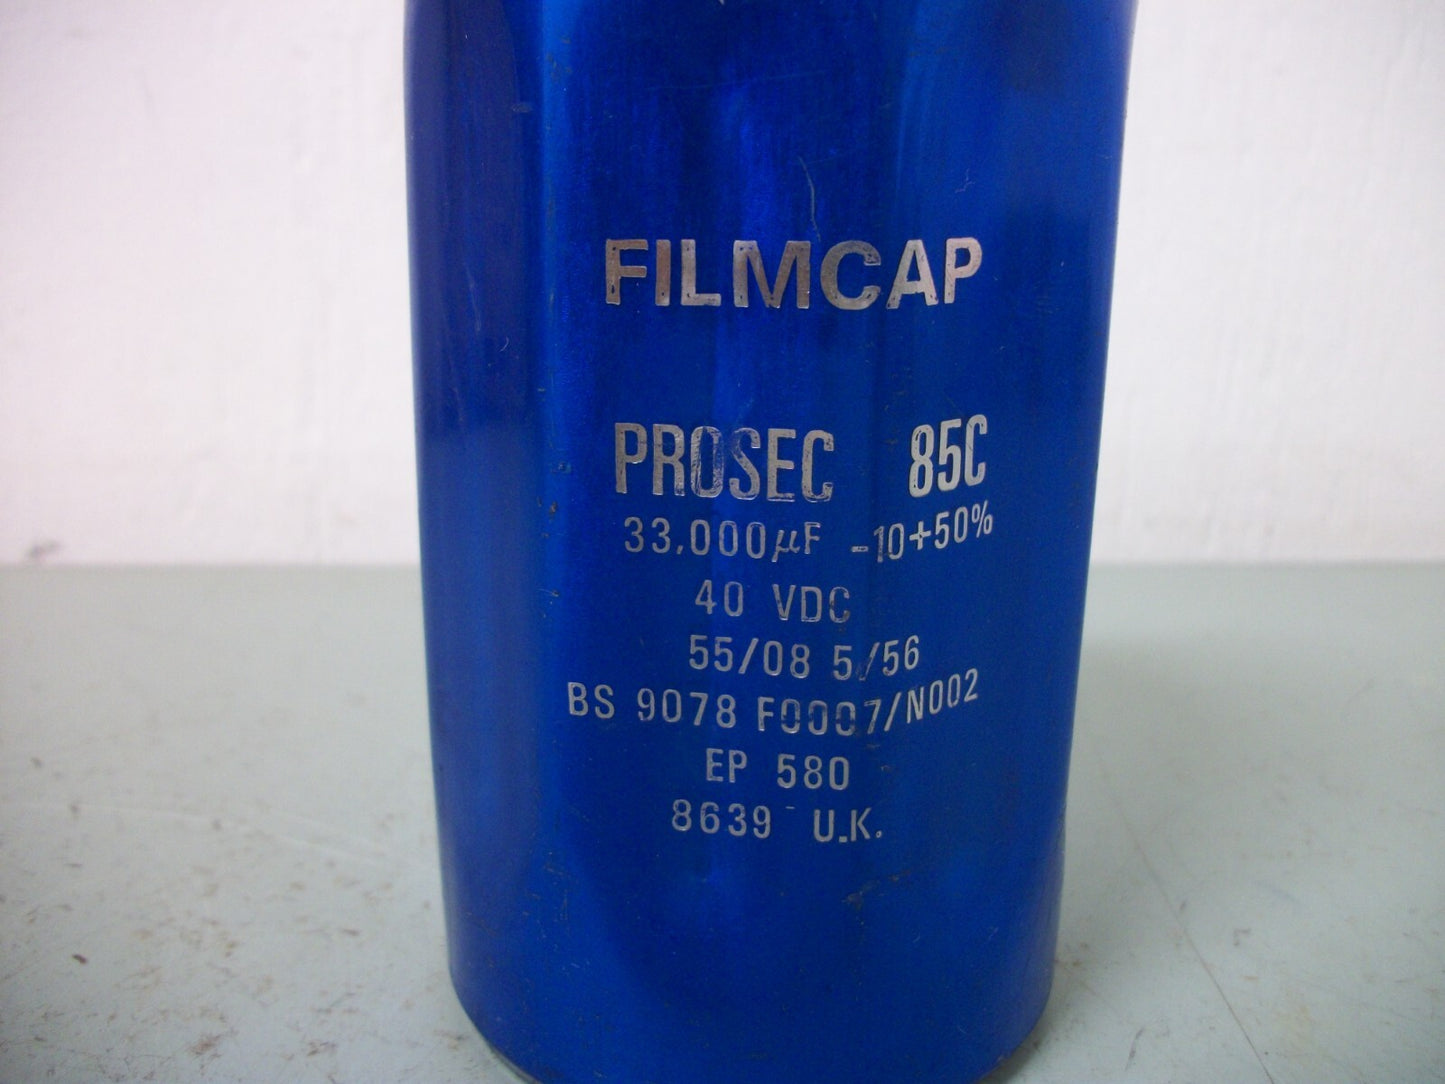 FILMCAP
PROSEC 85C
33,000µF -10+50%
40 VDC
55/08 5/56
BS 9078 F0007/N002
EP 580
8639 U.K.